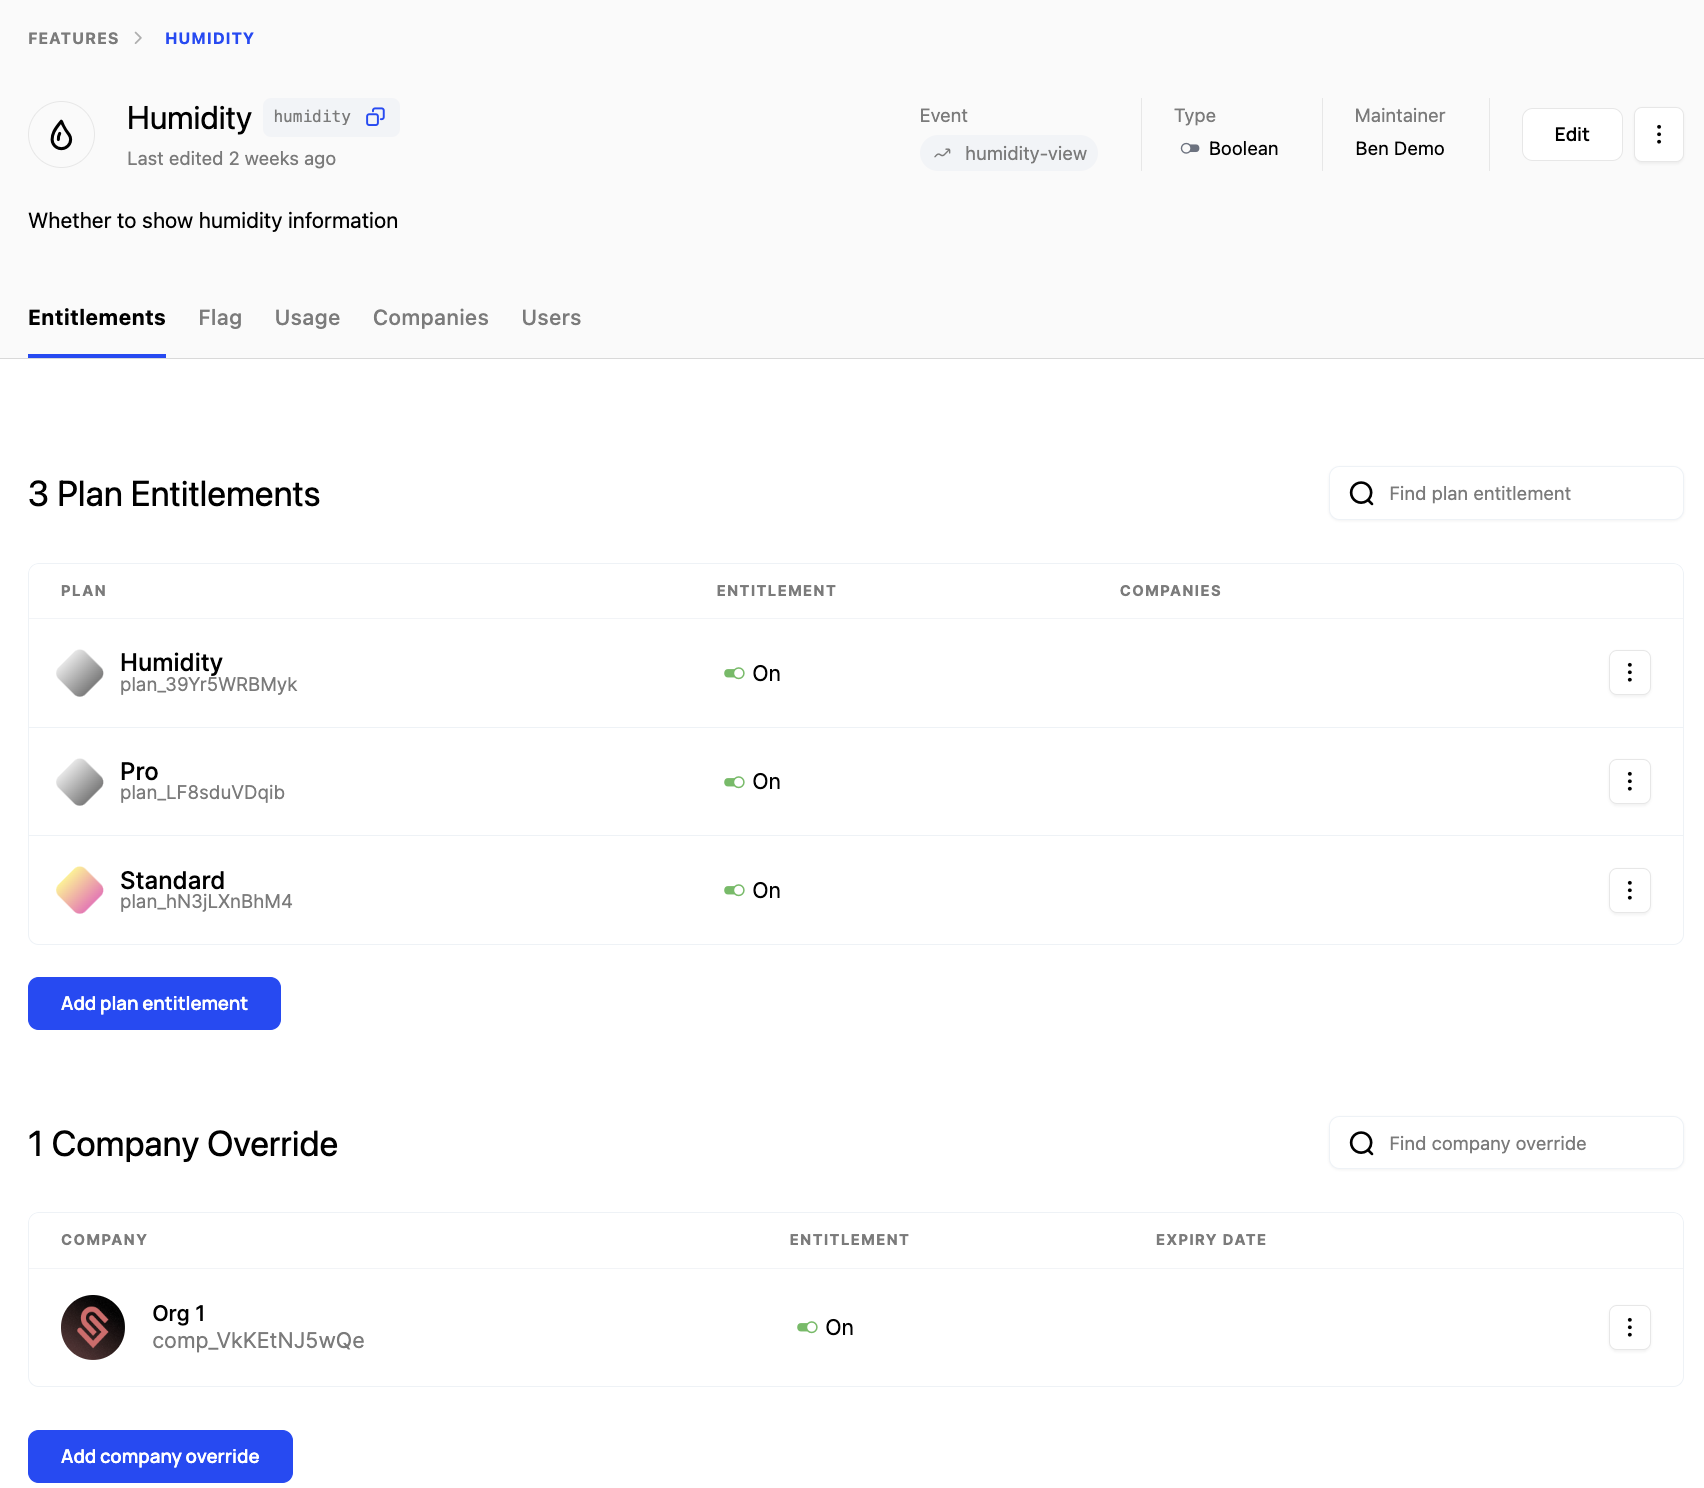 FEATURES > HUMIDITY
Humidity humidity
Last edited 2 weeks ago
Event
humidity-view
Type
Boolean
Maintainer
Ben Demo
Edit
Whether to show humidity information
Entitlements Flag Usage Companies Users
3 Plan Entitlements
Find plan entitlement
PLAN ENTITLEMENT COMPANIES
Humidity
plan_39Yr5WRBMyk
On
Pro
plan_LF8sduVDqib
On
Standard
plan_hN3jLXnBhM4
On
Add plan entitlement
1 Company Override
Find company override
COMPANY ENTITLEMENT EXPIRY DATE
Org 1
comp_VkKEtNJ5wQe
On
Add company override